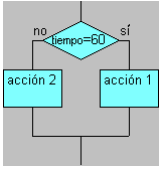 no sí
tiempo=60
acción 2 acción 1